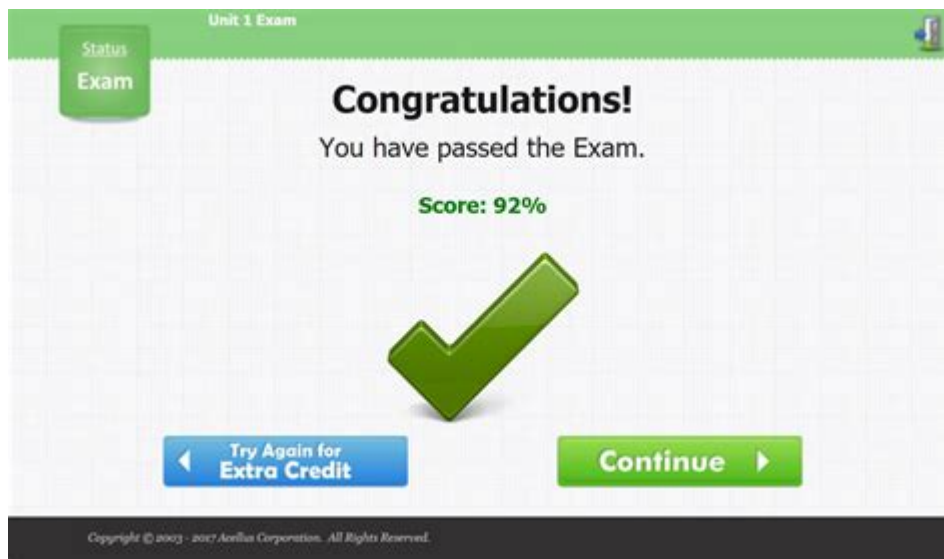 Unit 1 Exam
Status
Exam
Congratulations!
You have passed the Exam.
Score: 92%
Try Again for
Extra Credit
Continue
Copyright © 2003 - 2017 Acellus Corporation. All Rights Reserved.